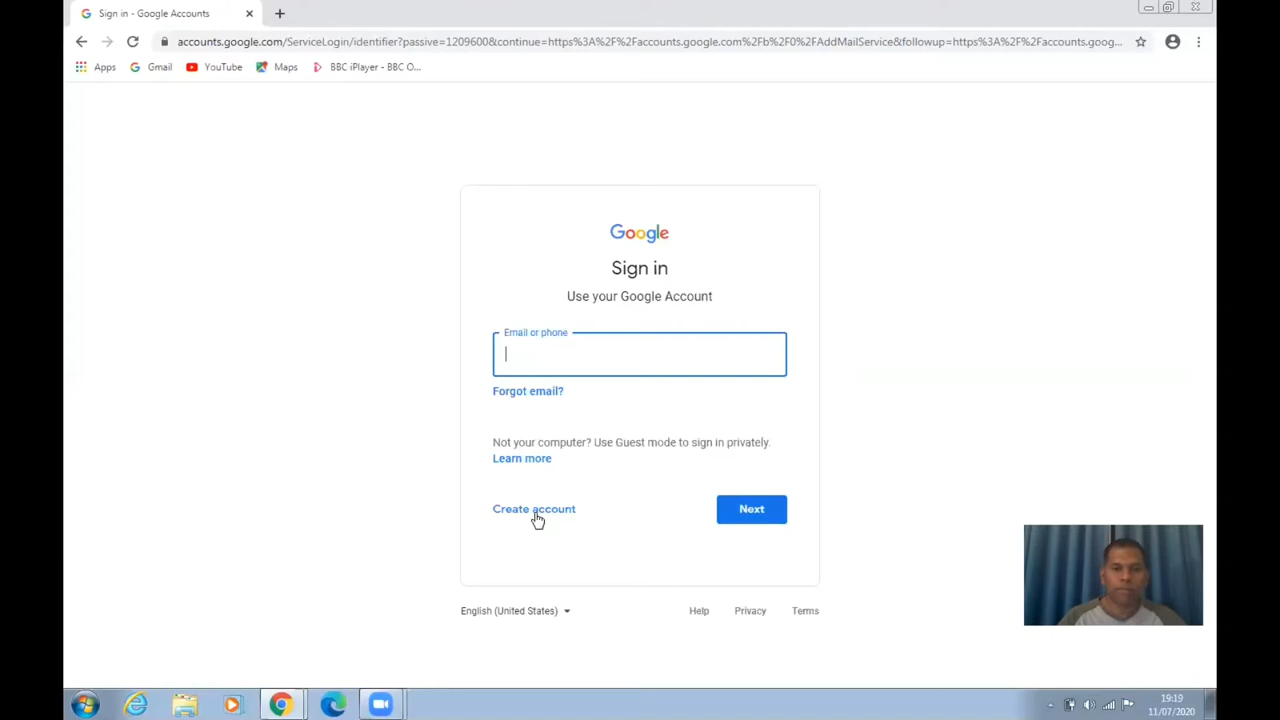 Sign in - Google Accounts
accounts.google.com/ServiceLogin/identifier?passive=1209600&continue=https%3A%2F%2Faccounts.google.com%2Fb%2F0%2FAddMailService&followup=https%3A%2F%2Faccounts.goog...
Apps Gmail YouTube Maps BBC iPlayer - BBC O...
Google
Sign in
Use your Google Account
Email or phone
Forgot email?
Not your computer? Use Guest mode to sign in privately.
Learn more
Create account Next
English (United States) Help Privacy Terms
19:19
11/07/2020